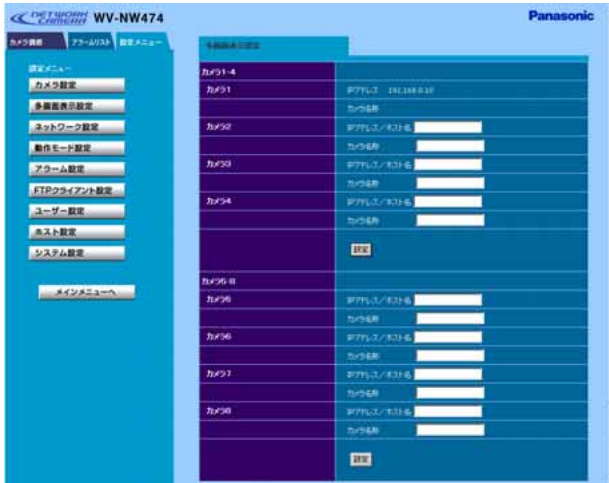 NETWORK CAMERA WV-NW474
Panasonic
カメラ画面 アラームリスト 設定メニュー
多画面表示設定
設定メニュー
カメラ設定
多画面表示設定
ネットワーク設定
動作モード設定
アラーム設定
FTPクライアント設定
ユーザー設定
ホスト設定
システム設定
メインメニューへ
カメラ1-4
カメラ1 IPアドレス 192.168.0.10
カメラ名称
カメラ2 IPアドレス/ホスト名
カメラ名称
カメラ3 IPアドレス/ホスト名
カメラ名称
カメラ4 IPアドレス/ホスト名
カメラ名称
設定
カメラ5-8
カメラ5 IPアドレス/ホスト名
カメラ名称
カメラ6 IPアドレス/ホスト名
カメラ名称
カメラ7 IPアドレス/ホスト名
カメラ名称
カメラ8 IPアドレス/ホスト名
カメラ名称
設定